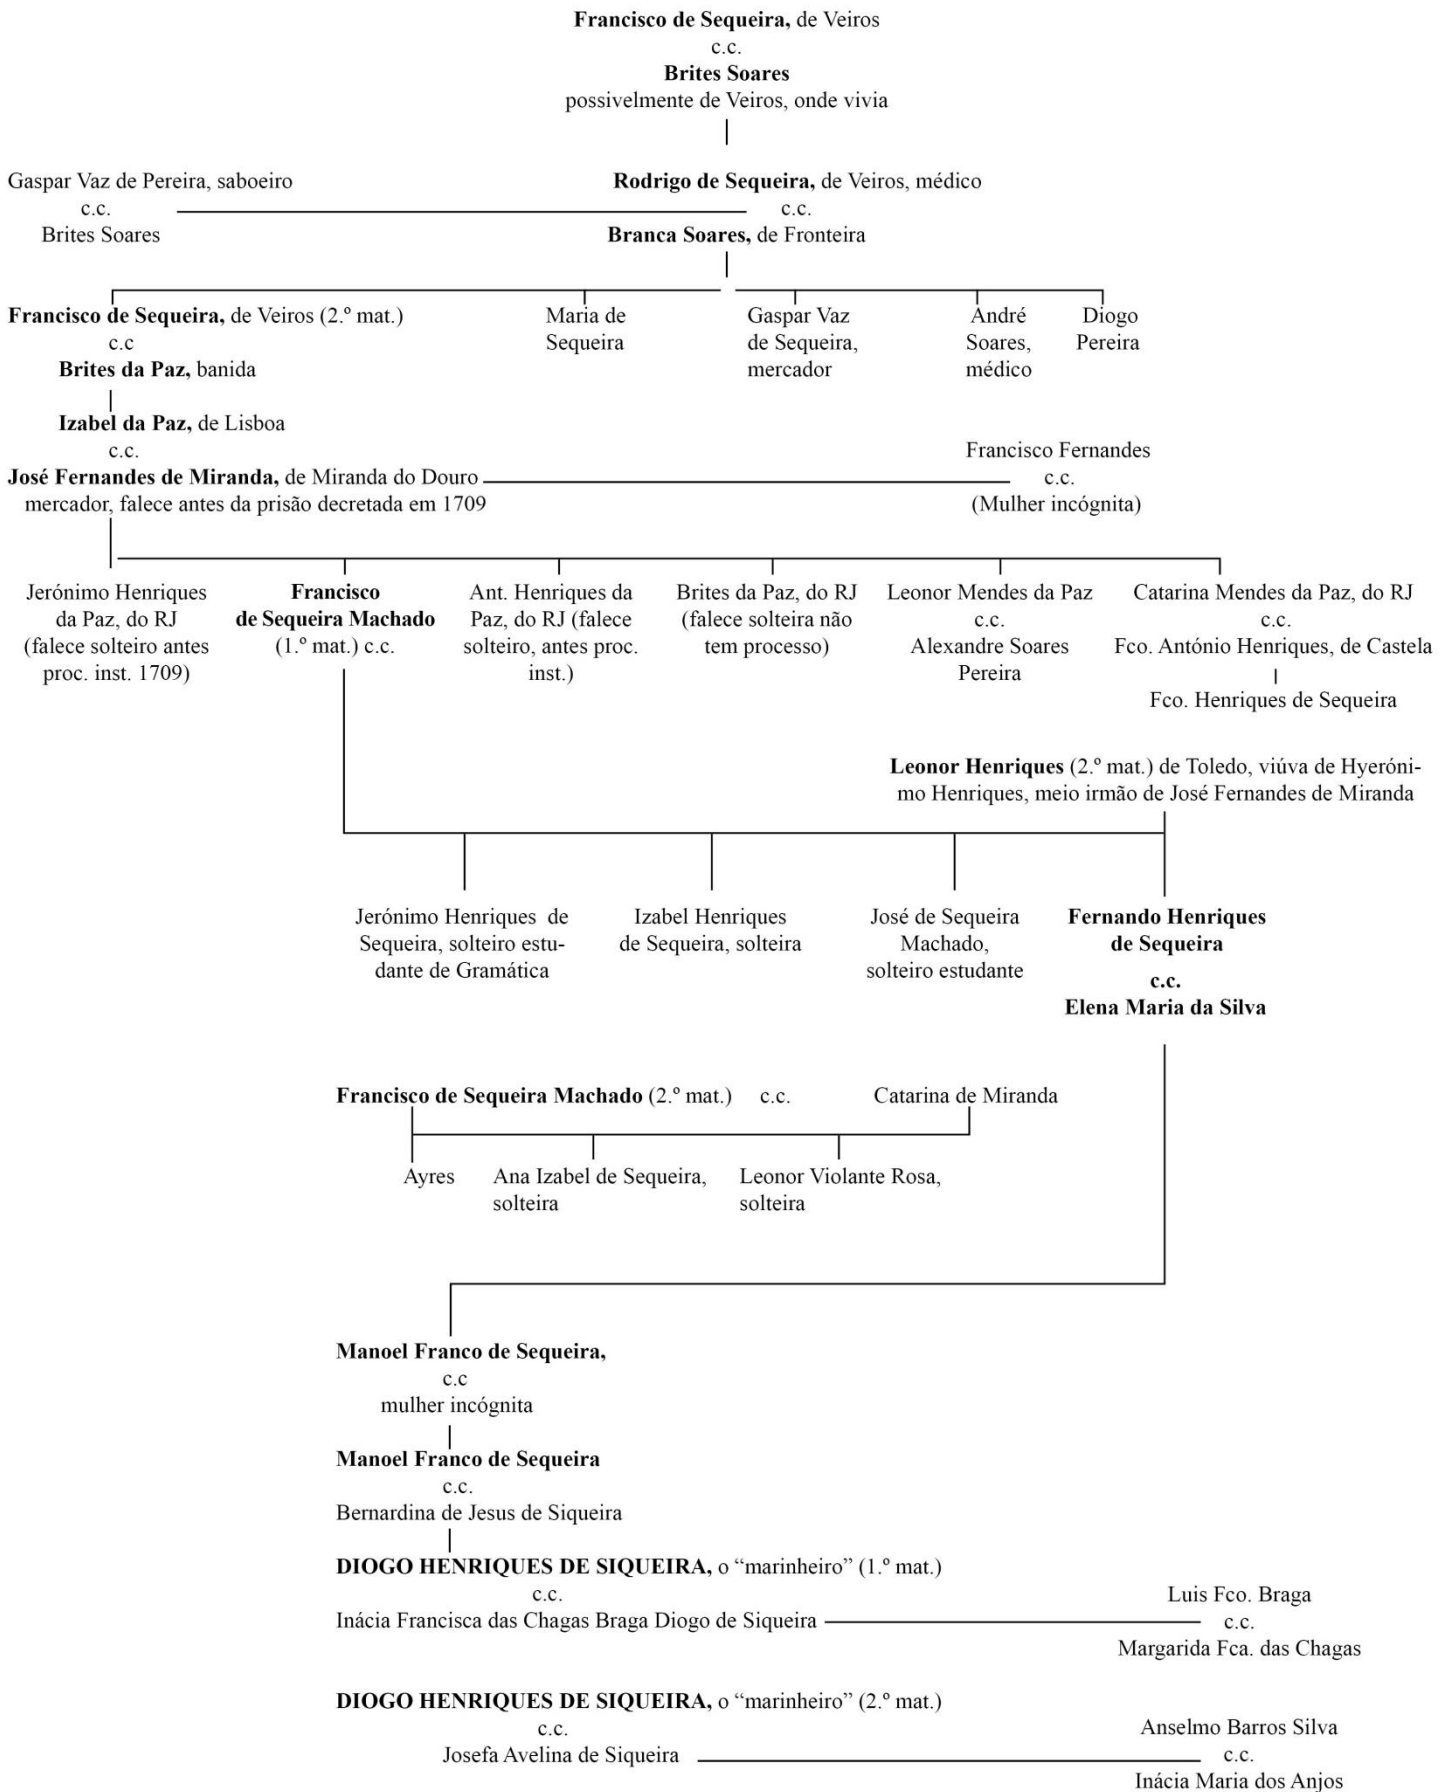 Francisco de Sequeira, de Veiros
c.c.
Brites Soares
possivelmente de Veiros, onde vivia
Gaspar Vaz de Pereira, saboeiro
c.c.
Brites Soares
Rodrigo de Sequeira, de Veiros, médico
c.c.
Branca Soares, de Fronteira
Francisco de Sequeira, de Veiros (2.º mat.)
c.c
Brites da Paz, banida
Maria de
Sequeira
Gaspar Vaz
de Sequeira,
mercador
André
Soares,
médico
Diogo
Pereira
Izabel da Paz, de Lisboa
c.c.
José Fernandes de Miranda, de Miranda do Douro
mercador, falece antes da prisão decretada em 1709
Francisco Fernandes
c.c.
(Mulher incógnita)
Jerónimo Henriques
da Paz, do RJ
(falece solteiro antes
proc. inst. 1709)
Francisco
de Sequeira Machado
(1.º mat.) c.c.
Ant. Henriques da
Paz, do RJ (falece
solteiro, antes proc.
inst.)
Brites da Paz, do RJ
(falece solteira não
tem processo)
Leonor Mendes da Paz
c.c.
Alexandre Soares
Pereira
Catarina Mendes da Paz, do RJ
c.c.
Fco. António Henriques, de Castela
Fco. Henriques de Sequeira
Leonor Henriques (2.º mat.) de Toledo, viúva de Hyeróni-
mo Henriques, meio irmão de José Fernandes de Miranda
Jerónimo Henriques de
Sequeira, solteiro estu-
dante de Gramática
Izabel Henriques
de Sequeira, solteira
José de Sequeira
Machado,
solteiro estudante
Fernando Henriques
de Sequeira
c.c.
Elena Maria da Silva
Francisco de Sequeira Machado (2.º mat.) c.c. Catarina de Miranda
Ayres
Ana Izabel de Sequeira,
solteira
Leonor Violante Rosa,
solteira
Manoel Franco de Sequeira,
c.c
mulher incógnita
Manoel Franco de Sequeira
c.c.
Bernardina de Jesus de Siqueira
DIOGO HENRIQUES DE SIQUEIRA, o “marinheiro” (1.º mat.)
c.c.
Inácia Francisca das Chagas Braga Diogo de Siqueira
Luis Fco. Braga
c.c.
Margarida Fca. das Chagas
DIOGO HENRIQUES DE SIQUEIRA, o “marinheiro” (2.º mat.)
c.c.
Josefa Avelina de Siqueira
Anselmo Barros Silva
c.c.
Inácia Maria dos Anjos